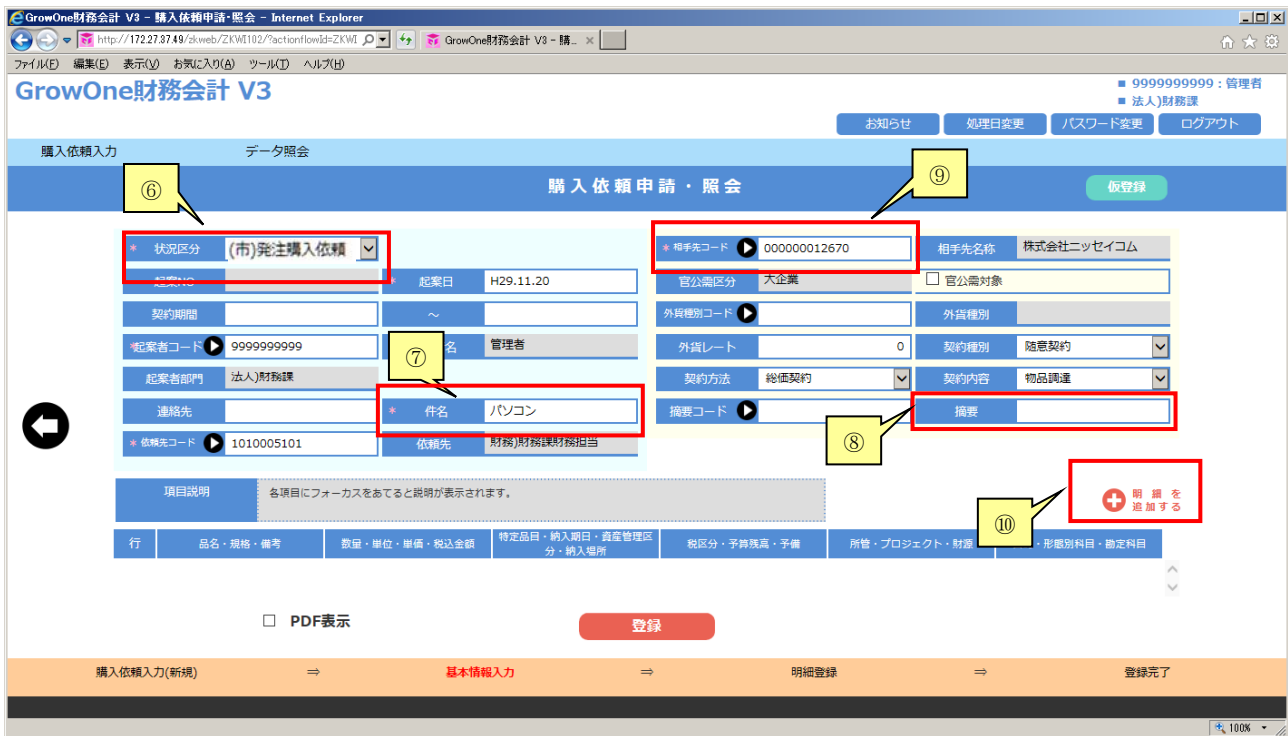 GrowOne財務会計 V3 - 購入依頼申請・照会 - Internet Explorer
http://172.27.37.49/zkweb/ZKWI102/?actionflowId=ZKWI
GrowOne財務会計 V3 - 購...
ファイル(F) 編集(E) 表示(V) お気に入り(A) ツール(T) ヘルプ(H)
GrowOne財務会計 V3
■ 9999999999：管理者
■ 法人)財務課
お知らせ 処理日変更 パスワード変更 ログアウト
購入依頼入力 データ照会
購入依頼申請・照会
仮登録
⑥
⑨
* 状況区分 (市)発注購入依頼
* 相手先コード 000000012670 相手先名称 株式会社ニッセイコム
起案NO * 起案日 H29.11.20
官公需区分 大企業 官公需対象
契約期間 ～
外貨種別コード 外貨種別
*起案者コード 9999999999 名 管理者
⑦
外貨レート 0 契約種別 随意契約
起案者部門 法人)財務課
契約方法 総価契約 契約内容 物品調達
連絡先 * 件名 パソコン
摘要コード 摘要
⑧
* 依頼先コード 1010005101 依頼先 財務)財務課財務担当
項目説明 各項目にフォーカスをあてると説明が表示されます。
明細を
追加する
⑩
行 品名・規格・備考 数量・単位・単価・税込金額 特定品目・納入期日・資産管理区
分・納入場所 税区分・予算残高・予備 所管・プロジェクト・財源 ・形態別科目・勘定科目
PDF表示
登録
購入依頼入力(新規) ⇒ 基本情報入力 ⇒ 明細登録 ⇒ 登録完了
100%